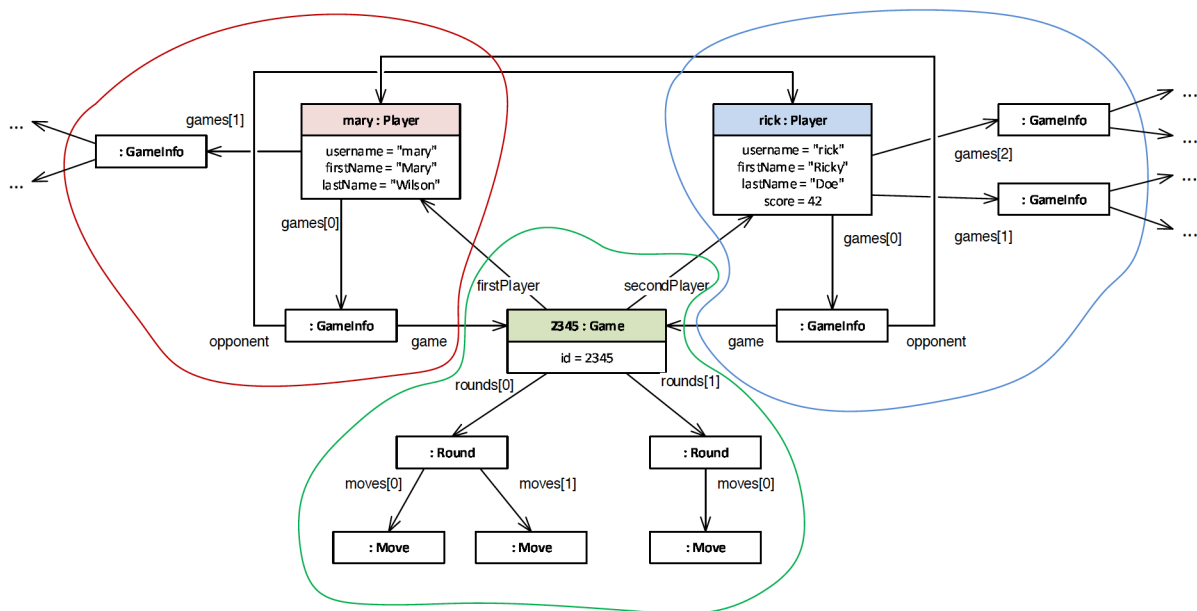 mary : Player
username = "mary"
firstName = "Mary"
lastName = "Wilson"
rick : Player
username = "rick"
firstName = "Ricky"
lastName = "Doe"
score = 42
...
...
games[1]
: GameInfo
games[0]
: GameInfo
opponent
game
: GameInfo
games[2]
...
...
: GameInfo
games[1]
...
...
games[0]
: GameInfo
game
opponent
firstPlayer
secondPlayer
2345 : Game
id = 2345
rounds[0]
rounds[1]
: Round
: Round
moves[0]
moves[1]
moves[0]
: Move
: Move
: Move